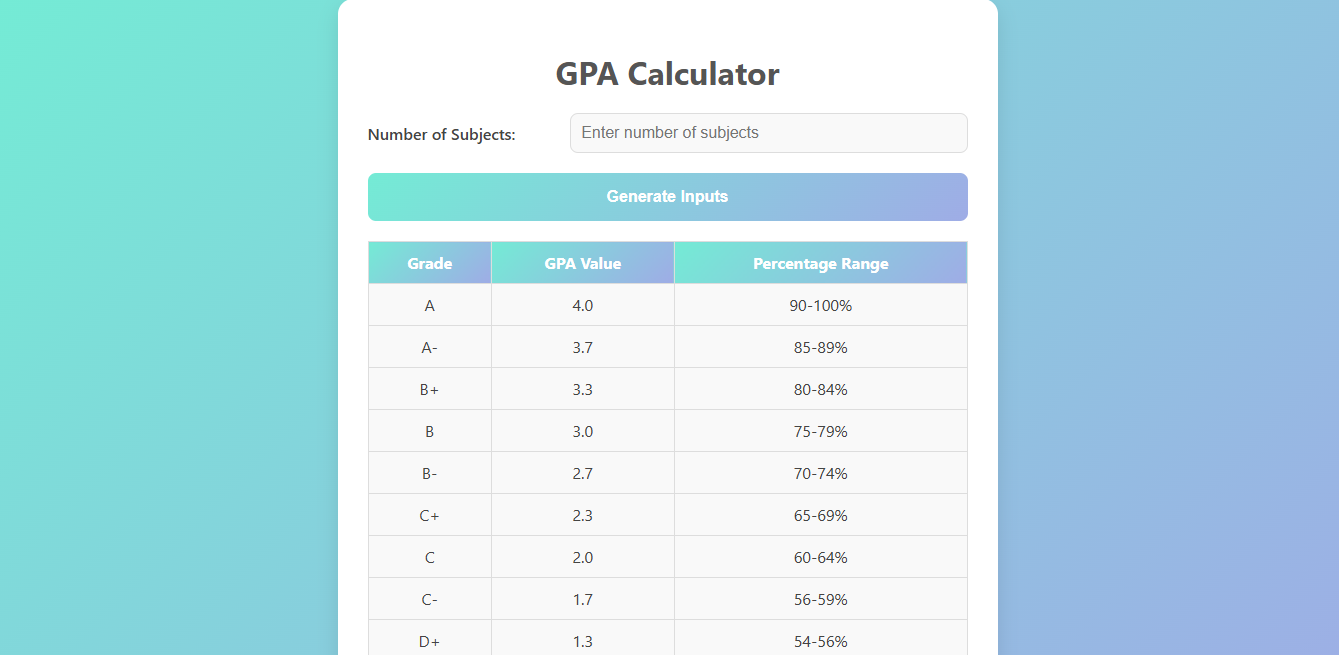 GPA Calculator
Number of Subjects: Enter number of subjects
Generate Inputs
Grade GPA Value Percentage Range
A 4.0 90-100%
A- 3.7 85-89%
B+ 3.3 80-84%
B 3.0 75-79%
B- 2.7 70-74%
C+ 2.3 65-69%
C 2.0 60-64%
C- 1.7 56-59%
D+ 1.3 54-56%